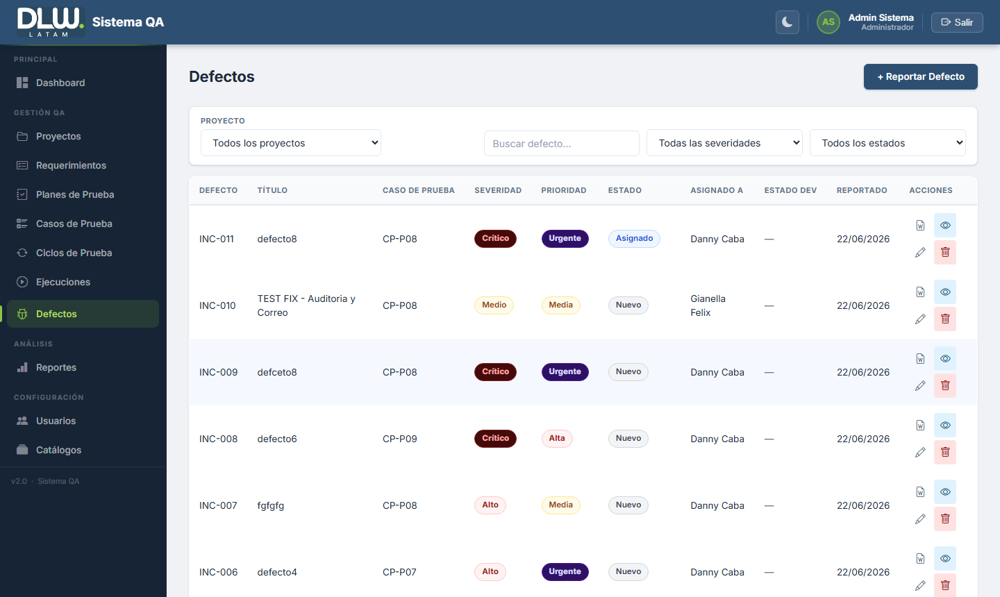 DLW.
LATAM
Sistema QA
AS
Admin Sistema
Administrador
Salir
PRINCIPAL
Dashboard
GESTIÓN QA
Proyectos
Requerimientos
Planes de Prueba
Casos de Prueba
Ciclos de Prueba
Ejecuciones
Defectos
ANÁLISIS
Reportes
CONFIGURACIÓN
Usuarios
Catálogos
v2.0 · Sistema QA
Defectos
+ Reportar Defecto
PROYECTO
Todos los proyectos
Buscar defecto...
Todas las severidades
Todos los estados
DEFECTO TÍTULO CASO DE PRUEBA SEVERIDAD PRIORIDAD ESTADO ASIGNADO A ESTADO DEV REPORTADO ACCIONES
INC-011 defecto8 CP-P08 Crítico Urgente Asignado Danny Caba — 22/06/2026
INC-010 TEST FIX - Auditoria y Correo CP-P08 Medio Media Nuevo Gianella Felix — 22/06/2026
INC-009 defceto8 CP-P08 Crítico Urgente Nuevo Danny Caba — 22/06/2026
INC-008 defecto6 CP-P09 Crítico Alta Nuevo Danny Caba — 22/06/2026
INC-007 fgfgfg CP-P08 Alto Media Nuevo Danny Caba — 22/06/2026
INC-006 defecto4 CP-P07 Alto Urgente Nuevo Danny Caba — 22/06/2026